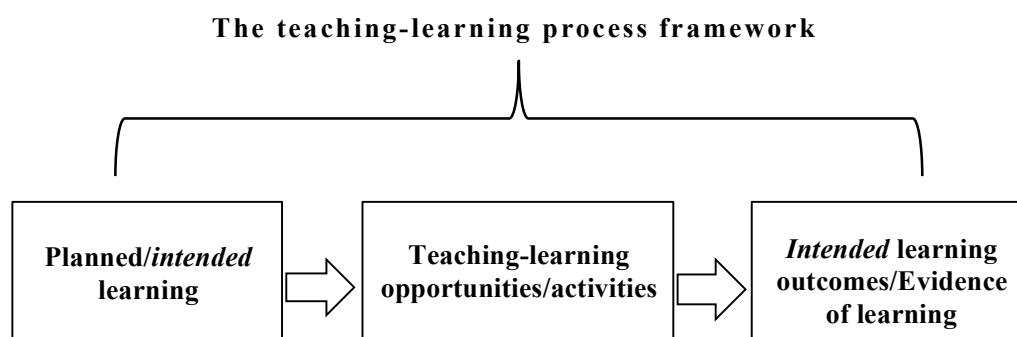 The teaching-learning process framework
Planned/intended
learning
Teaching-learning
opportunities/activities
Intended learning
outcomes/Evidence
of learning